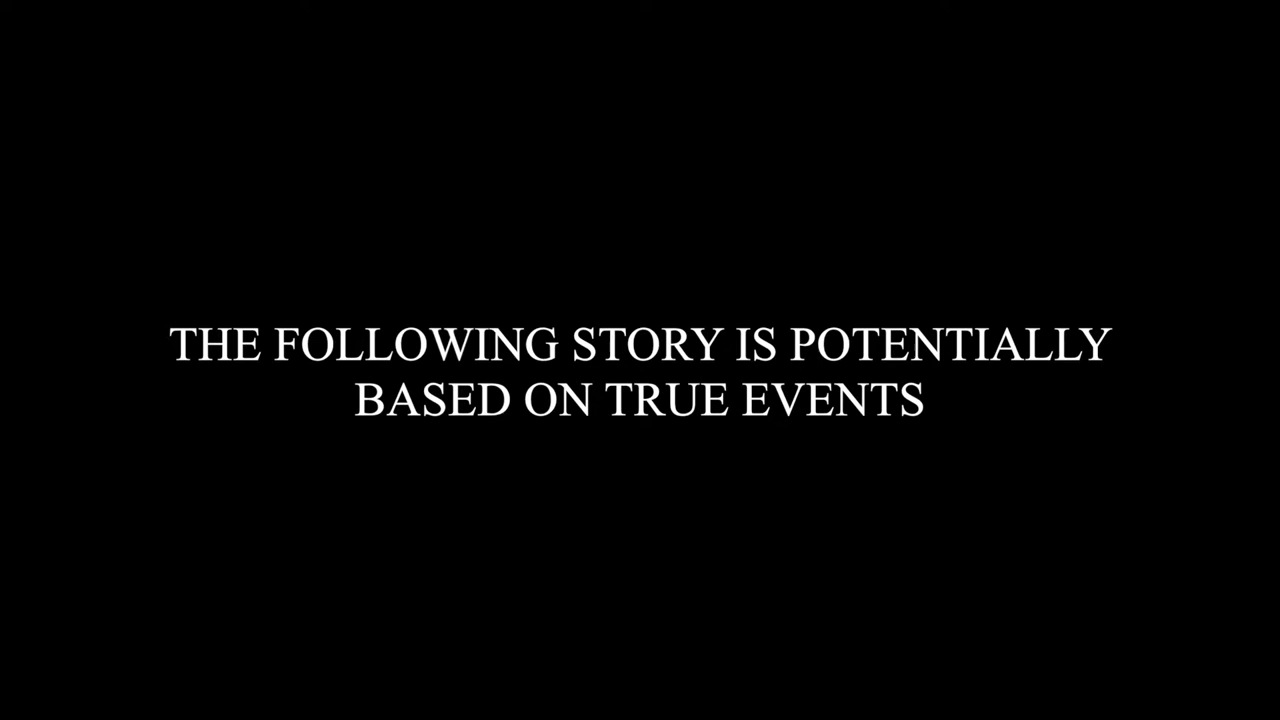 THE FOLLOWING STORY IS POTENTIALLY
BASED ON TRUE EVENTS